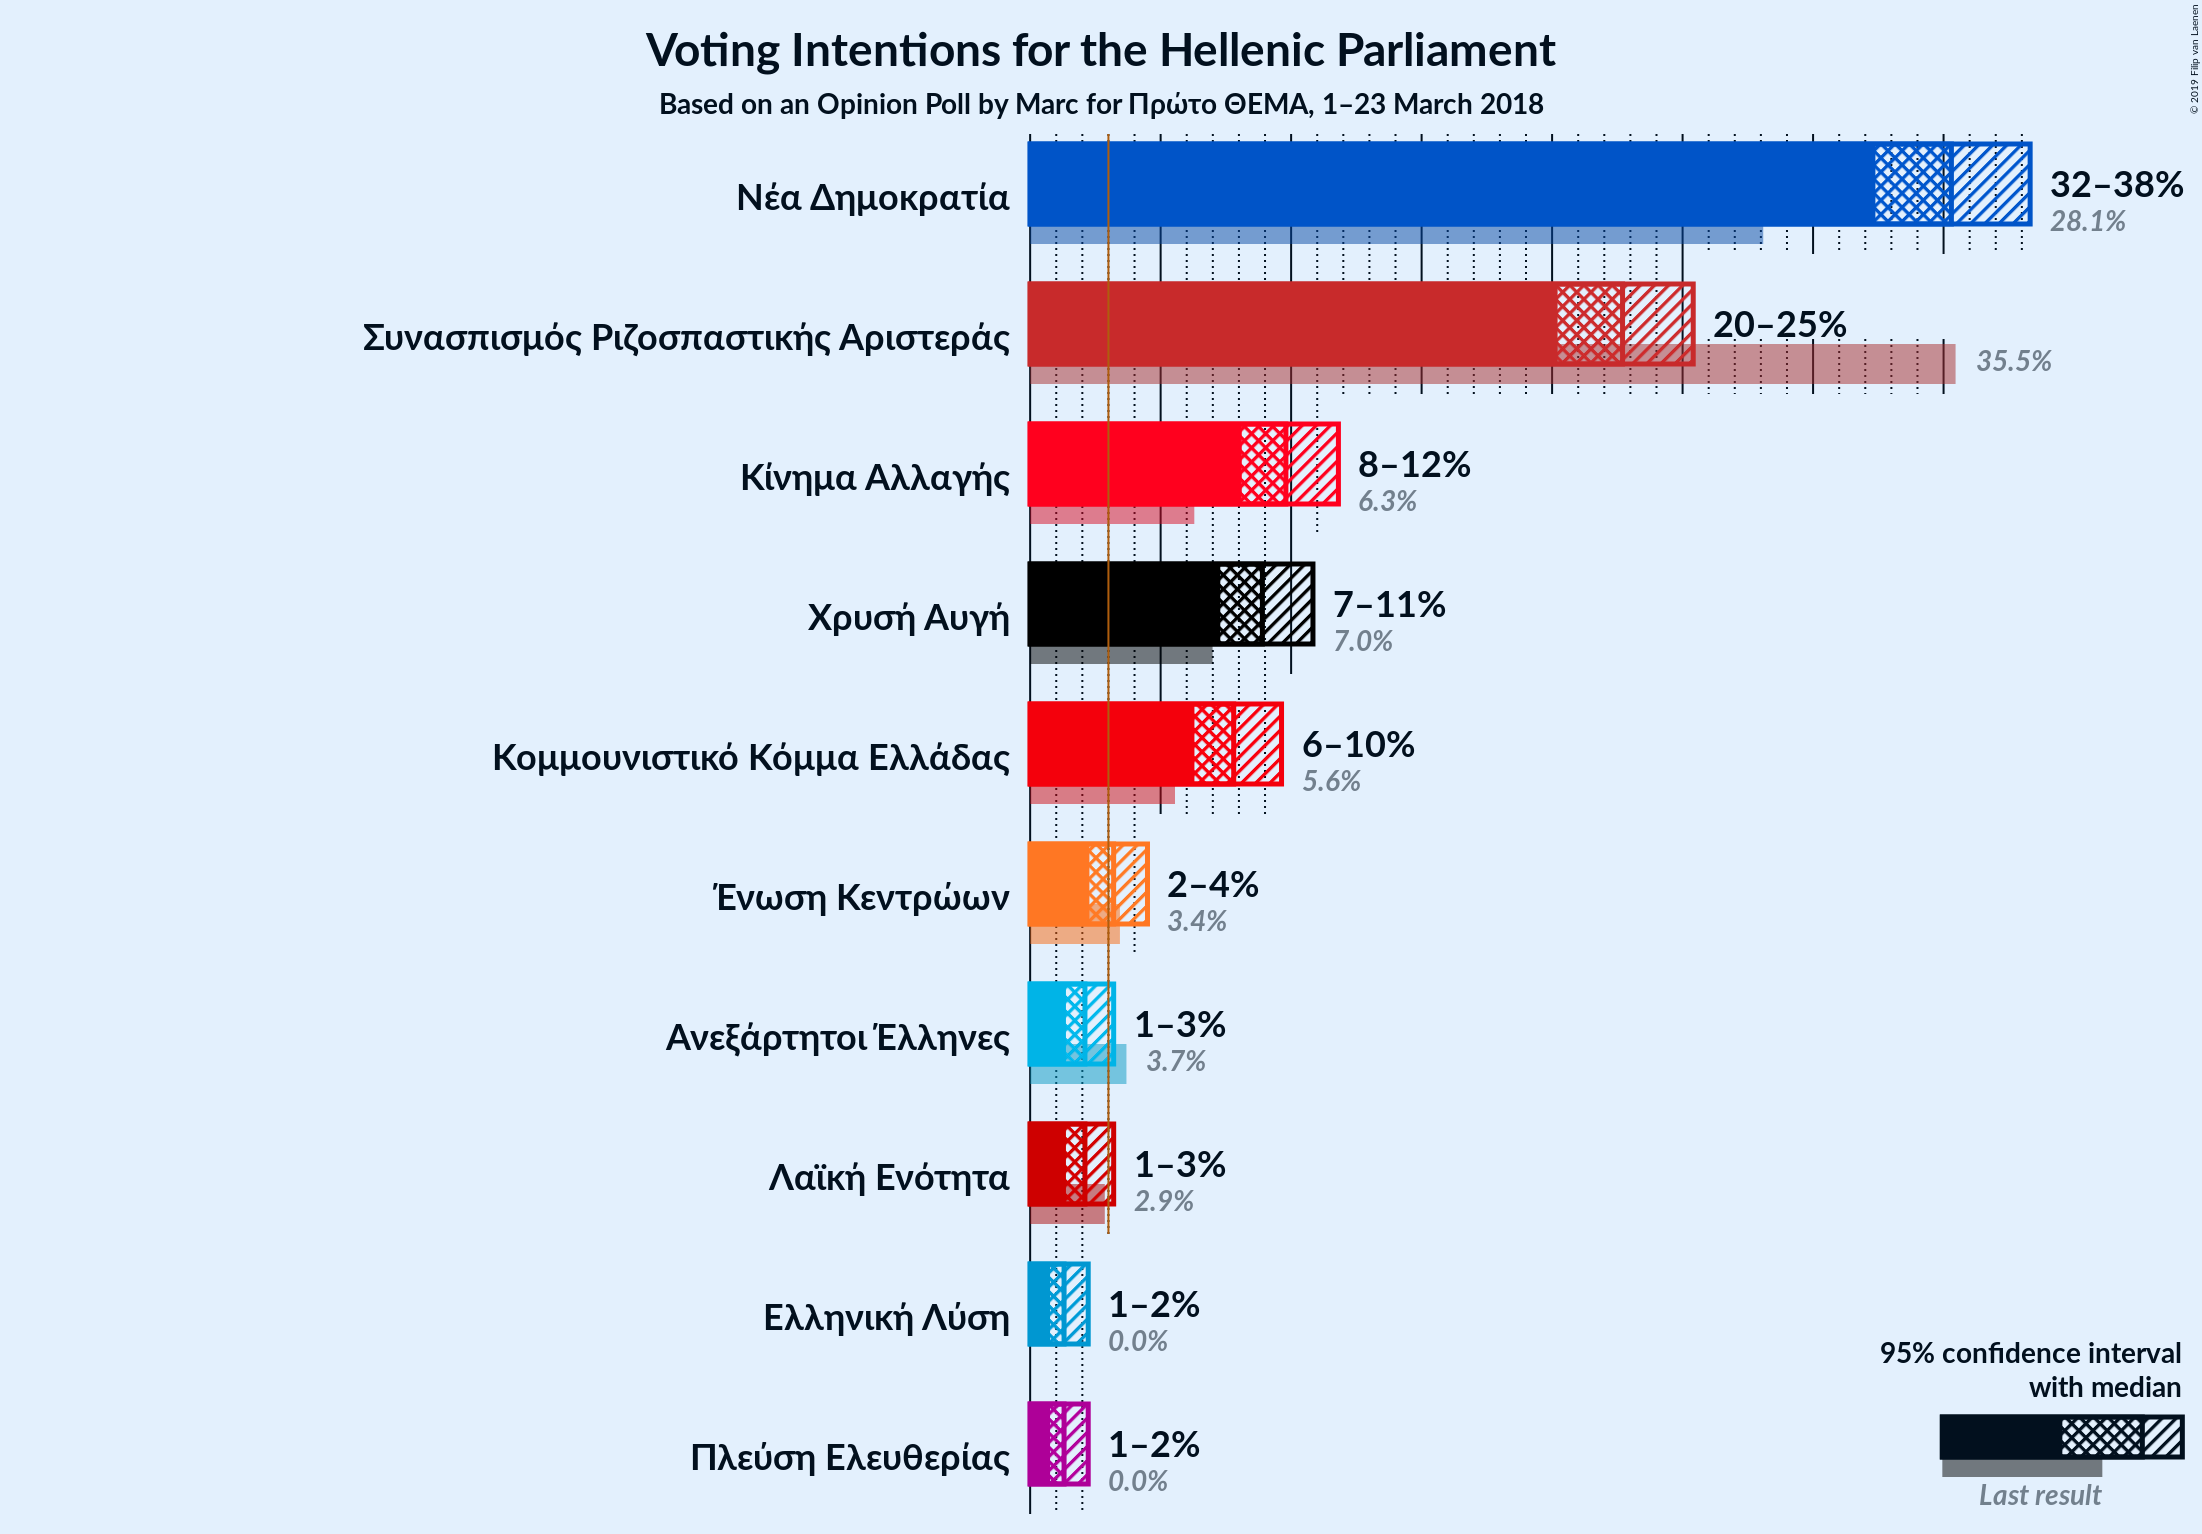 Voting Intentions for the Hellenic Parliament
Based on an Opinion Poll by Marc for Πρώτο ΘΕΜΑ, 1–23 March 2018
© 2019 Filip van Laenen
Νέα Δημοκρατία
32–38%
28.1%
Συνασπισμός Ριζοσπαστικής Αριστεράς
20–25%
35.5%
Κίνημα Αλλαγής
8–12%
6.3%
Χρυσή Αυγή
7–11%
7.0%
Κομμουνιστικό Κόμμα Ελλάδας
6–10%
5.6%
Ένωση Κεντρώων
2–4%
3.4%
Ανεξάρτητοι Έλληνες
1–3%
3.7%
Λαϊκή Ενότητα
1–3%
2.9%
Ελληνική Λύση
1–2%
0.0%
Πλεύση Ελευθερίας
1–2%
0.0%
95% confidence interval
with median
Last result